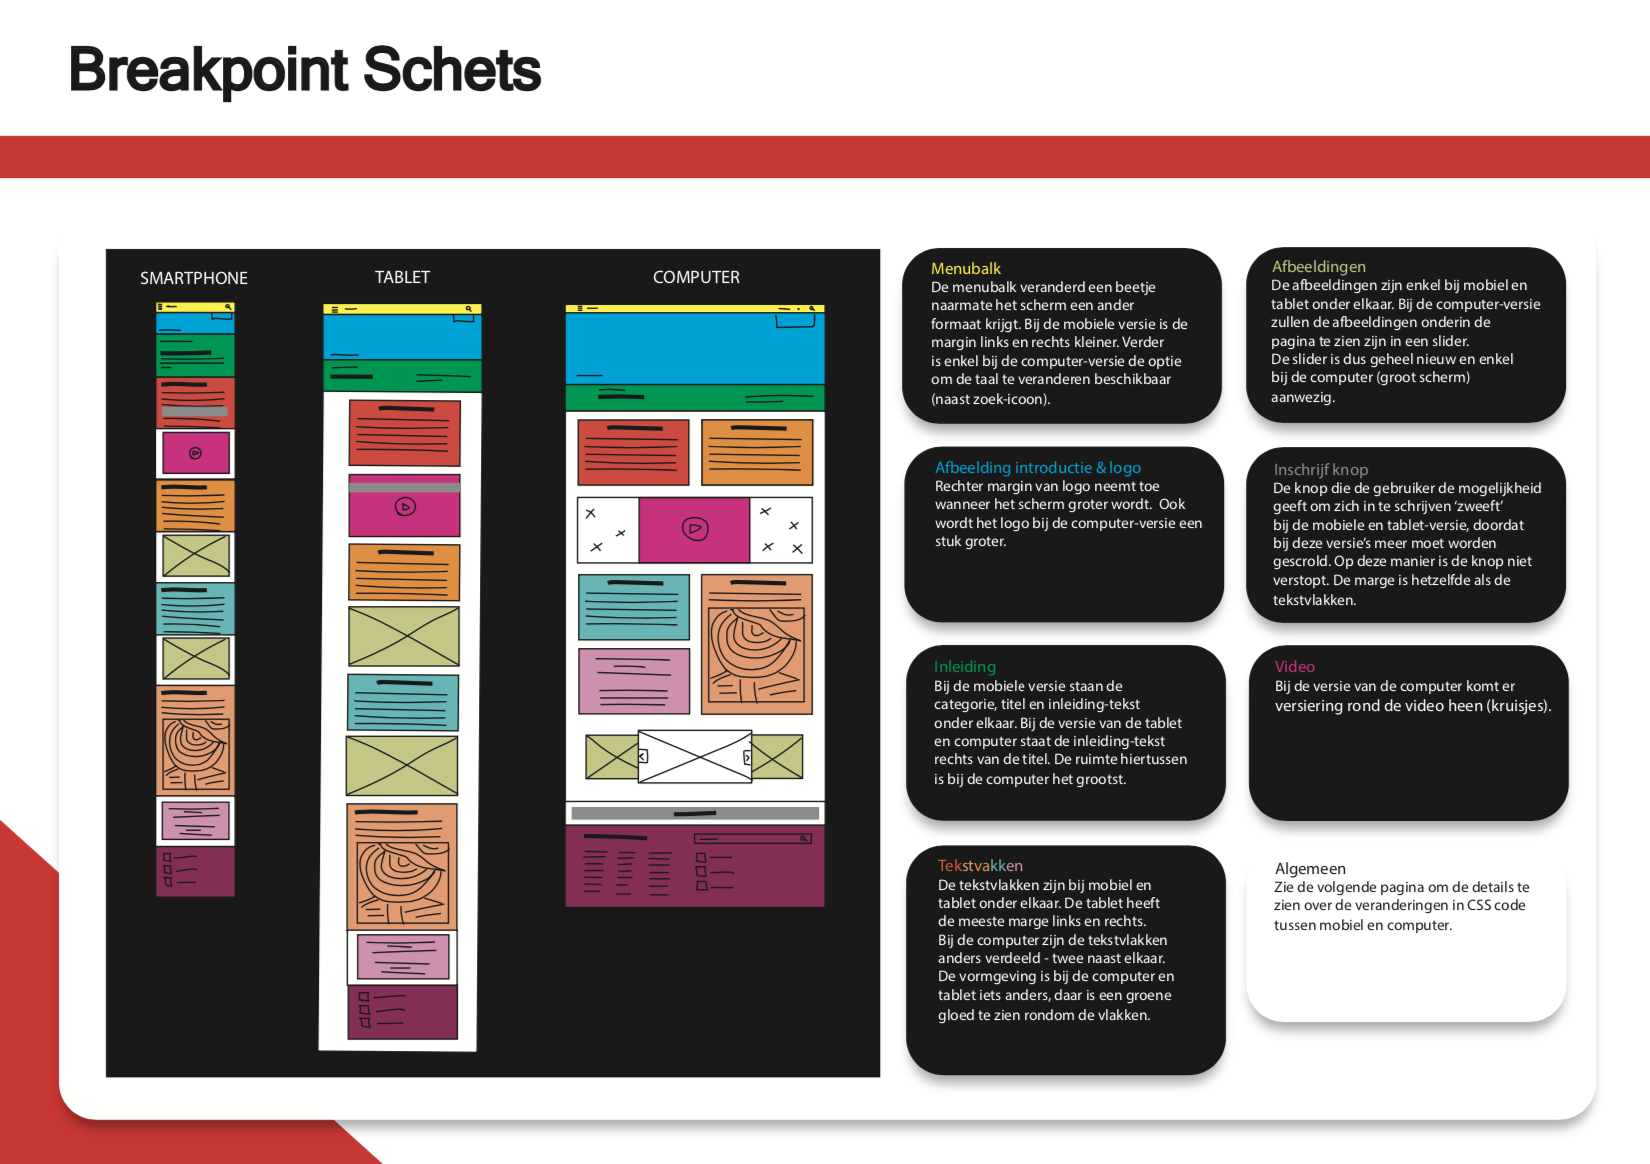 Breakpoint Schets
SMARTPHONE
TABLET
COMPUTER
Menubalk
De menubalk veranderd een beetje
naarmate het scherm een ander
formaat krijgt. Bij de mobiele versie is de
margin links en rechts kleiner. Verder
is enkel bij de computer-versie de optie
om de taal te veranderen beschikbaar
(naast zoek-icoon).
Afbeelding introductie & logo
Rechter margin van logo neemt toe
wanneer het scherm groter wordt. Ook
wordt het logo bij de computer-versie een
stuk groter.
Inleiding
Bij de mobiele versie staan de
categorie, titel en inleiding-tekst
onder elkaar. Bij de versie van de tablet
en computer staat de inleiding-tekst
rechts van de titel. De ruimte hiertussen
is bij de computer het grootst.
Tekstvakken
De tekstvlakken zijn bij mobiel en
tablet onder elkaar. De tablet heeft
de meeste marge links en rechts.
Bij de computer zijn de tekstvlakken
anders verdeeld - twee naast elkaar.
De vormgeving is bij de computer en
tablet iets anders, daar is een groene
gloed te zien rondom de vlakken.
Afbeeldingen
De afbeeldingen zijn enkel bij mobiel en
tablet onder elkaar. Bij de computer-versie
zullen de afbeeldingen onderin de
pagina te zien zijn in een slider.
De slider is dus geheel nieuw en enkel
bij de computer (groot scherm)
aanwezig.
Inschrijf knop
De knop die de gebruiker de mogelijkheid
geeft om zich in te schrijven ‘zweeft’
bij de mobiele en tablet-versie, doordat
bij deze versie’s meer moet worden
gescrold. Op deze manier is de knop niet
verstopt. De marge is hetzelfde als de
tekstvlakken.
Video
Bij de versie van de computer komt er
versiering rond de video heen (kruisjes).
Algemeen
Zie de volgende pagina om de details te
zien over de veranderingen in CSS code
tussen mobiel en computer.